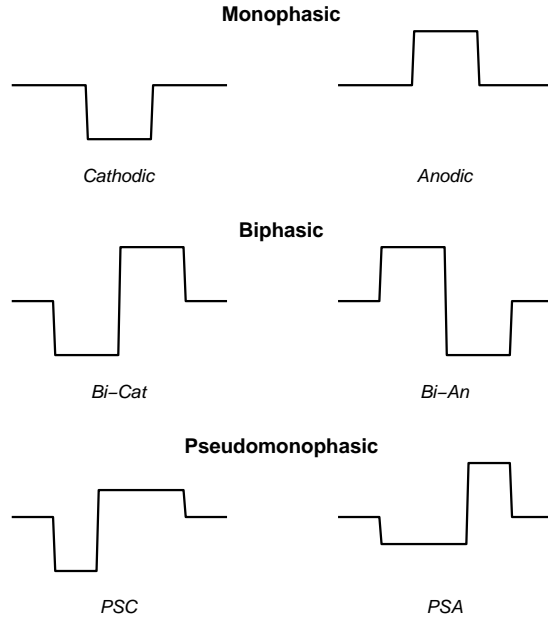 Monophasic
Cathodic Anodic
Biphasic
Bi−Cat Bi−An
Pseudomonophasic
PSC PSA